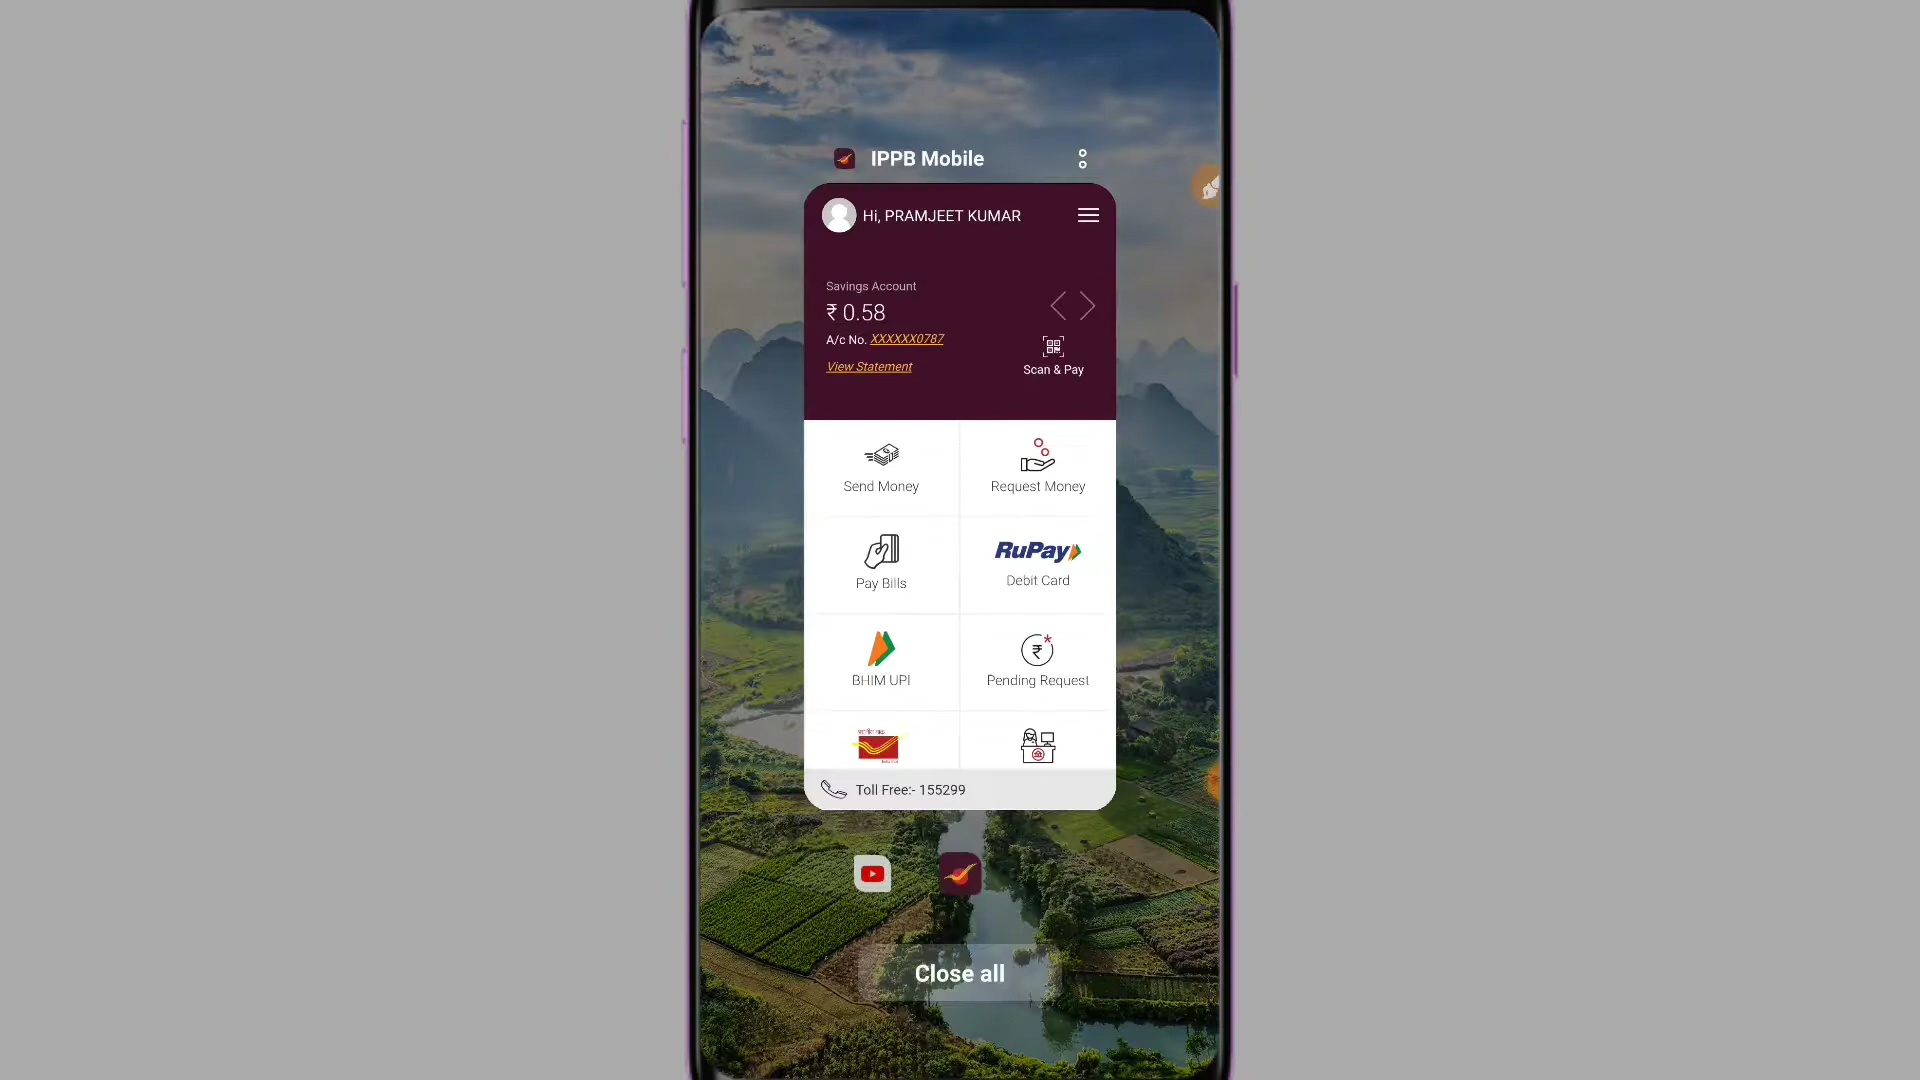 IPPB Mobile
Hi, PRAMJEET KUMAR
Savings Account
₹ 0.58
A/c No. XXXXXX0787
View Statement
Scan & Pay
Send Money
Request Money
Pay Bills
RuPay
Debit Card
BHIM UPI
Pending Request
Toll Free:- 155299
Close all